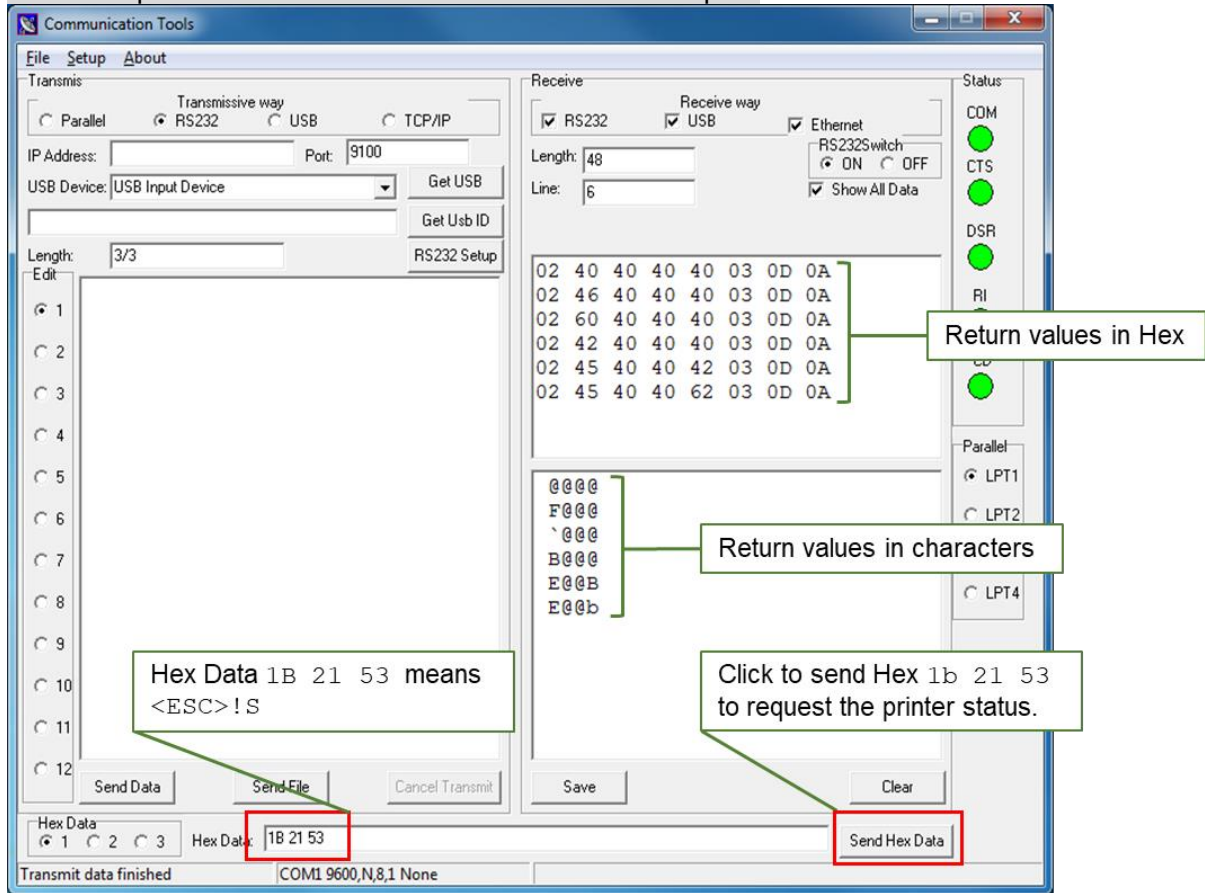 Communication Tools
File Setup About
Transmis
Transmissive way
Parallel RS232 USB TCP/IP
IP Address: Port: 9100
USB Device: USB Input Device Get USB
Get Usb ID
Length: 3/3 RS232 Setup
Edit
1
2
3
4
5
6
7
8
9
10
11
12
Hex Data 1B 21 53 means
<ESC>!S
Send Data Send File Cancel Transmit
Receive
Receive way
RS232 USB Ethernet
RS232Switch
ON OFF
Length: 48
Line: 6
Show All Data
02 40 40 40 40 03 0D 0A
02 46 40 40 40 03 0D 0A
02 60 40 40 40 03 0D 0A
02 42 40 40 40 03 0D 0A
02 45 40 40 42 03 0D 0A
02 45 40 40 62 03 0D 0A
Return values in Hex
@@@@
F@@@
`@@@
B@@@
E@@B
E@@b
Return values in characters
Click to send Hex 1b 21 53
to request the printer status.
Save Clear
Status
COM
CTS
DSR
RI
Parallel
LPT1
LPT2
LPT4
Hex Data
1 2 3 Hex Data: 1B 21 53 Send Hex Data
Transmit data finished COM1 9600,N,8,1 None